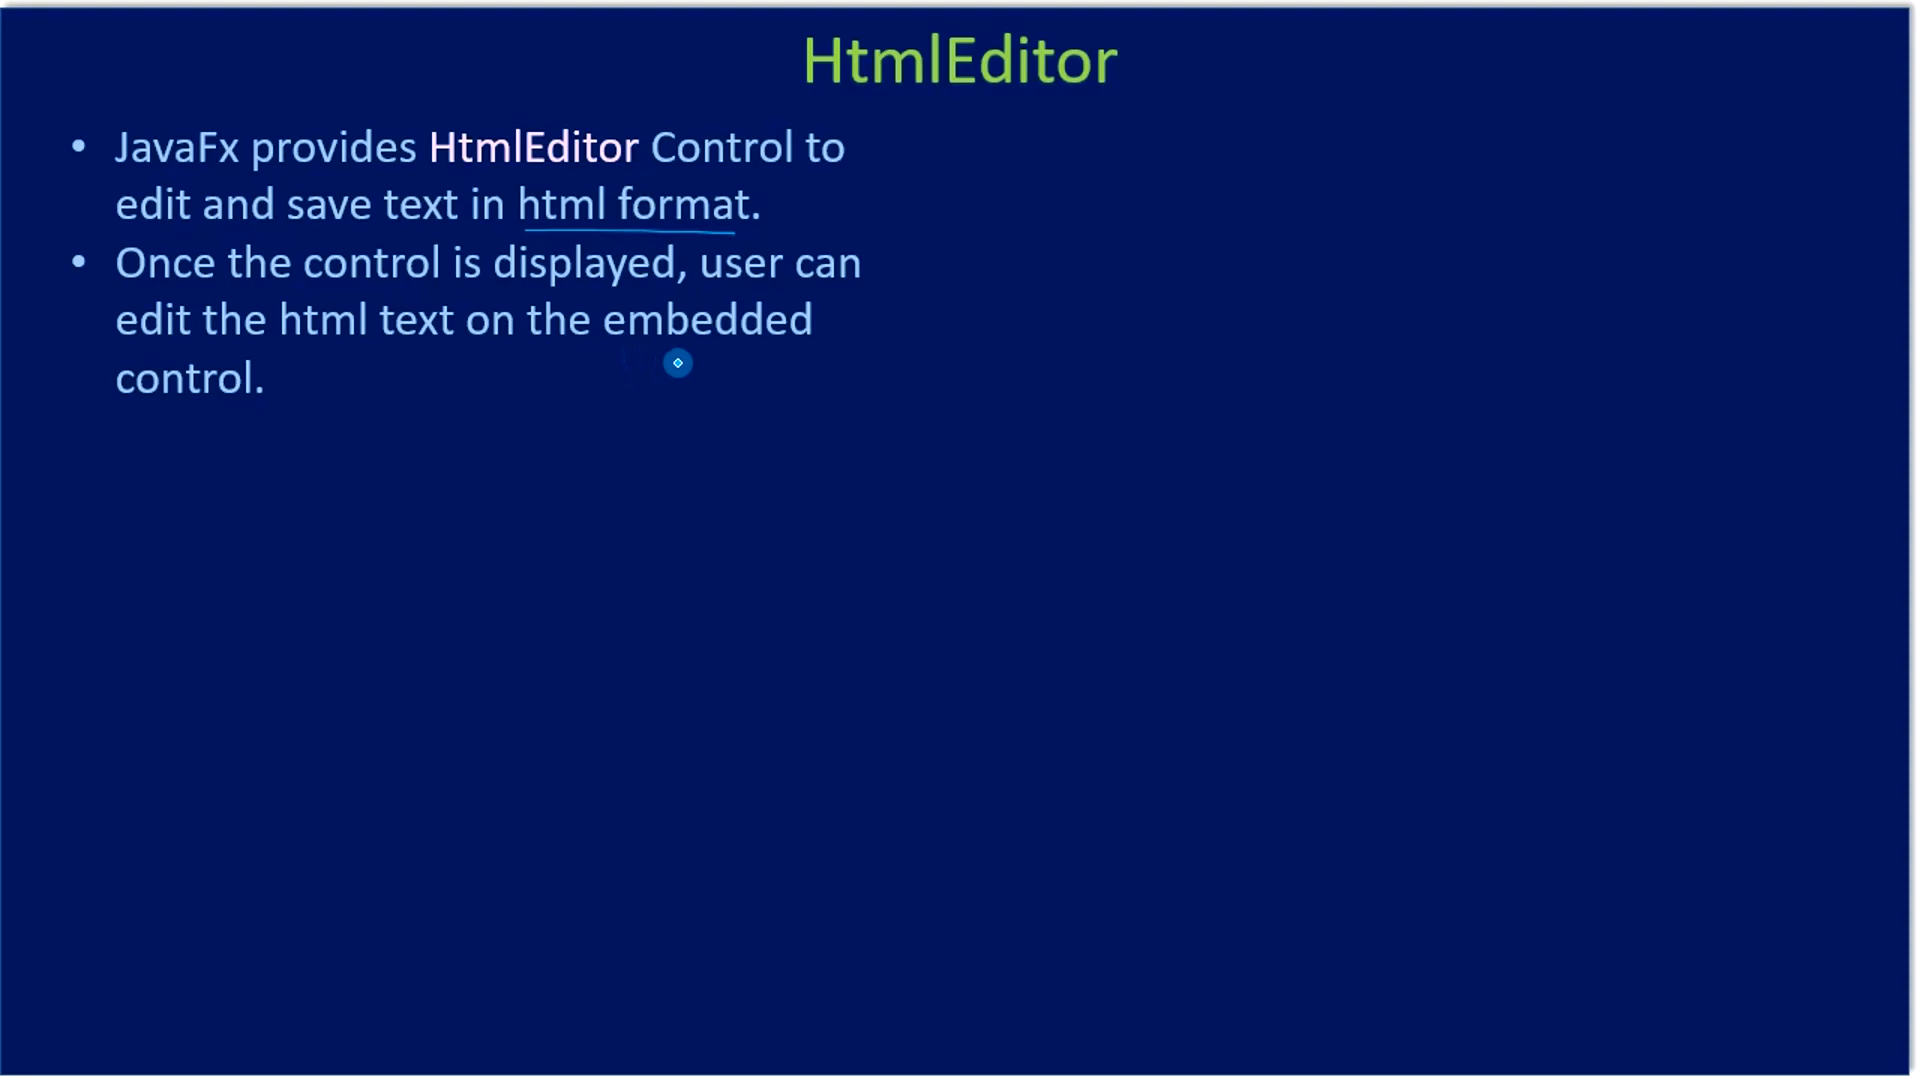 HtmlEditor
• JavaFx provides HtmlEditor Control to
edit and save text in html format.
• Once the control is displayed, user can
edit the html text on the embedded
control.